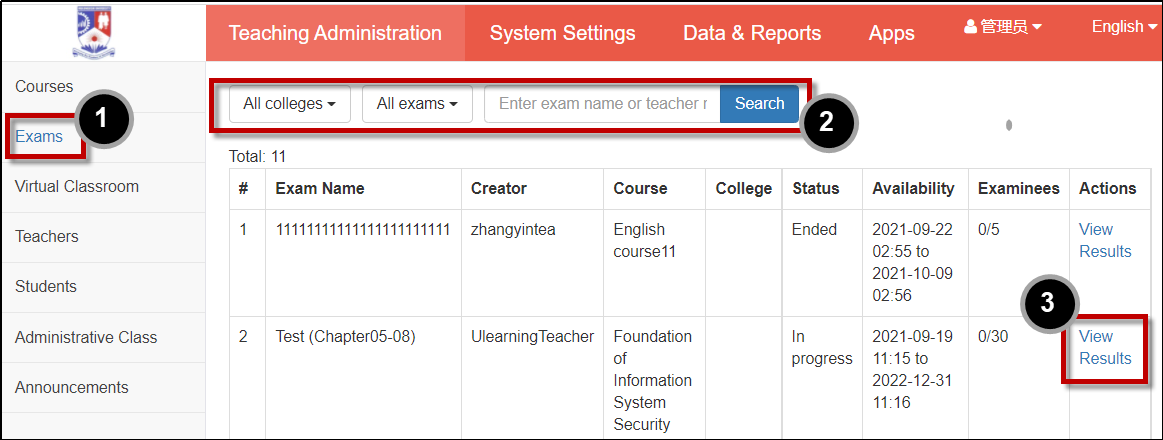 Teaching Administration System Settings Data & Reports Apps 管理员 English
Courses
Exams
Virtual Classroom
Teachers
Students
Administrative Class
Announcements
1
All colleges All exams Enter exam name or teacher r Search
2
Total: 11
# Exam Name Creator Course College Status Availability Examinees Actions
1 11111111111111111111111 zhangyintea English Ended 2021-09-22 0/5 View
course11 02:55 to Results
2021-10-09
02:56
3
2 Test (Chapter05-08) UlearningTeacher Foundation In 2021-09-19 0/30 View
of progress 11:15 to Results
Information 2022-12-31
System 11:16
Security